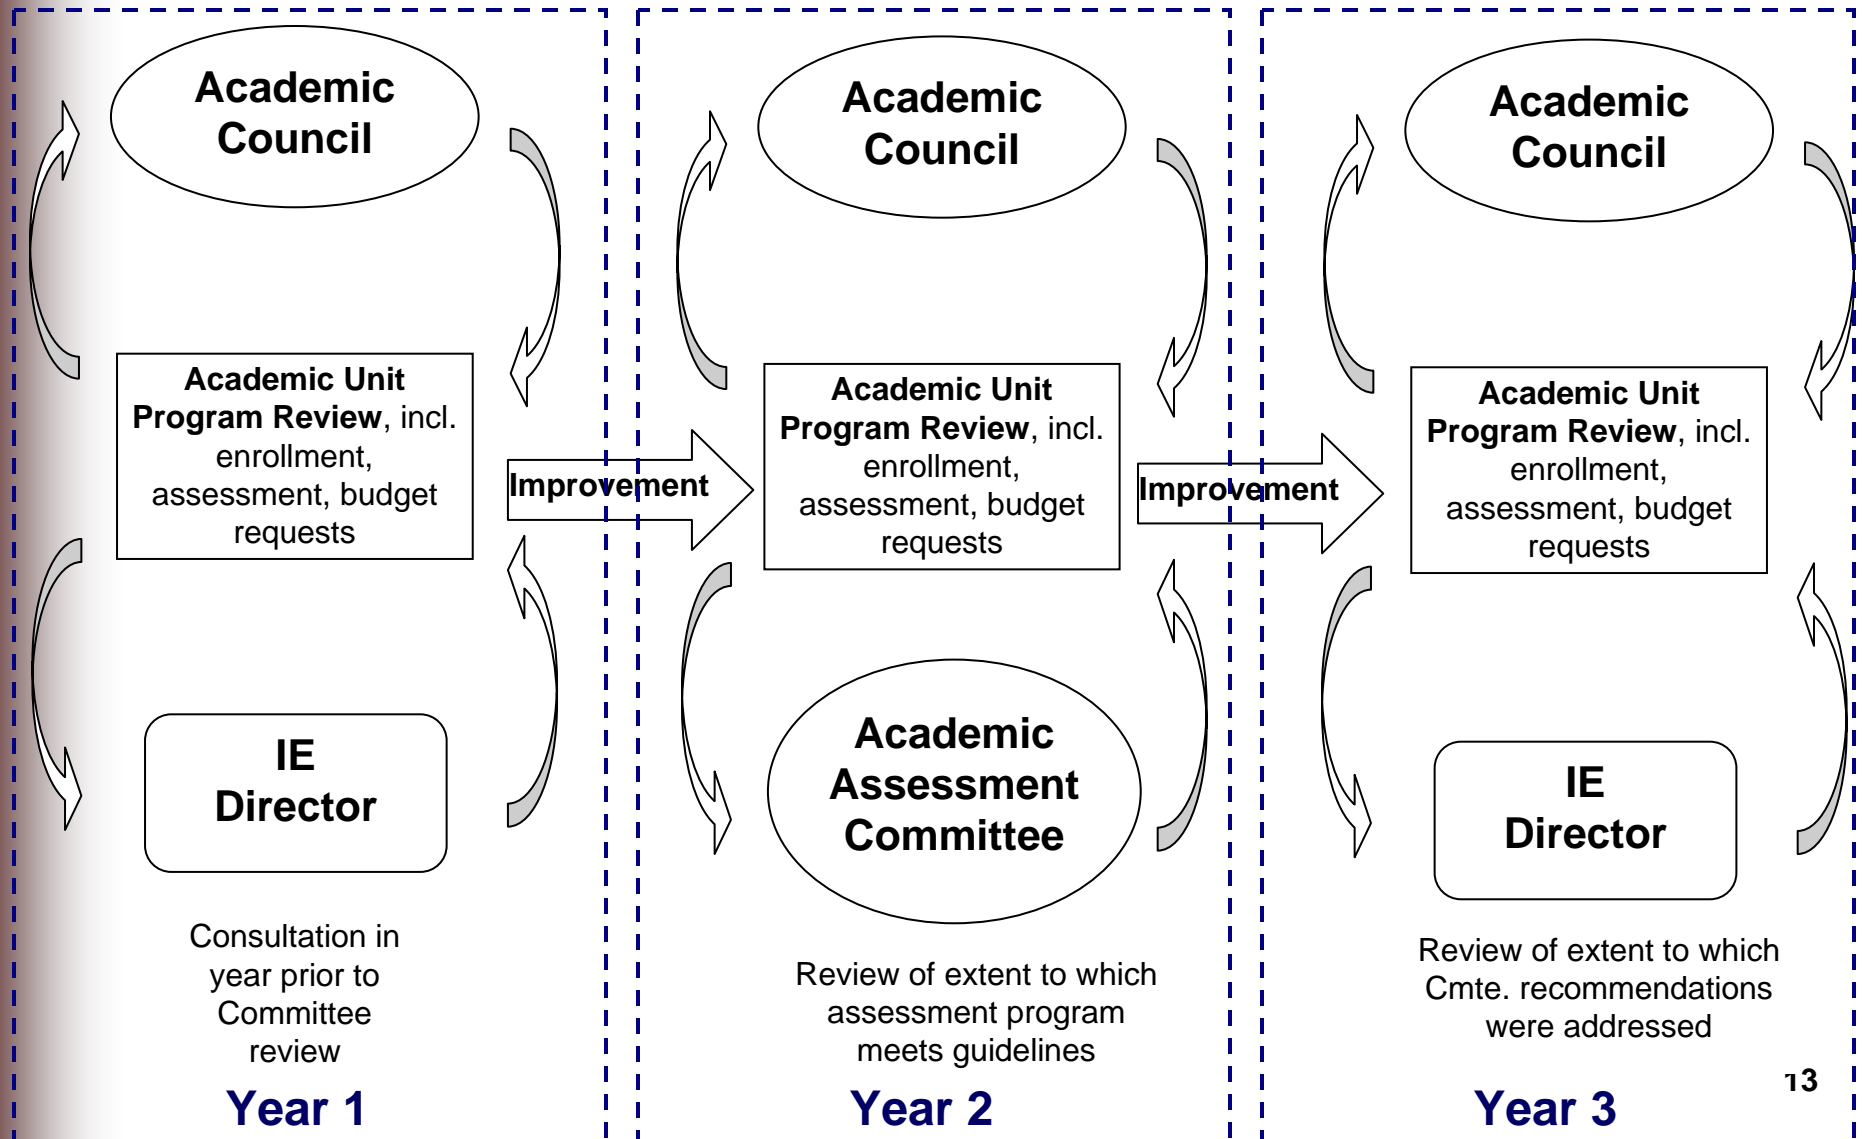 Academic
Council
Academic Unit
Program Review, incl.
enrollment,
assessment, budget
requests
IE
Director
Consultation in
year prior to
Committee
review
Year 1
Improvement
Academic
Council
Academic Unit
Program Review, incl.
enrollment,
assessment, budget
requests
Academic
Assessment
Committee
Review of extent to which
assessment program
meets guidelines
Year 2
Improvement
Academic
Council
Academic Unit
Program Review, incl.
enrollment,
assessment, budget
requests
IE
Director
Review of extent to which
Cmte. recommendations
were addressed
Year 3
13